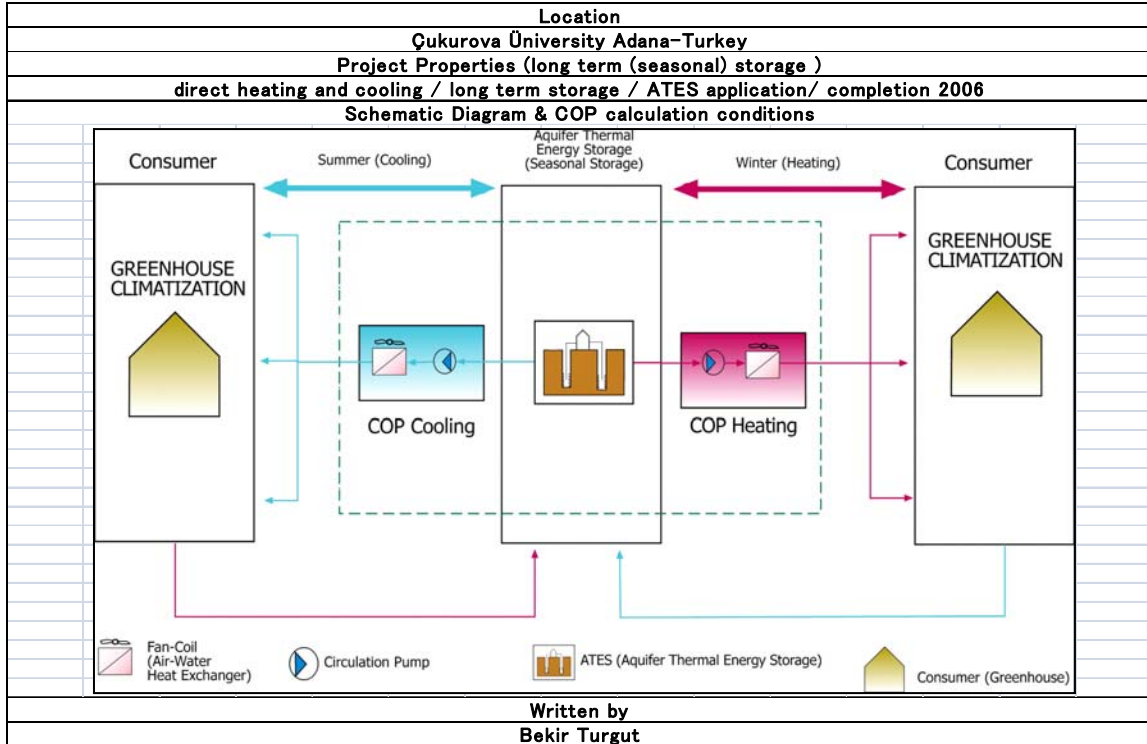 Location
Çukurova Üniversity Adana-Turkey
Project Properties (long term (seasonal) storage )
direct heating and cooling / long term storage / ATES application/ completion 2006
Schematic Diagram & COP calculation conditions
Consumer
Summer (Cooling)
Aquifer Thermal
Energy Storage
(Seasonal Storage)
Winter (Heating)
Consumer
GREENHOUSE
CLIMATIZATION
GREENHOUSE
CLIMATIZATION
COP Cooling
COP Heating
Fan-Coil
(Air-Water
Heat Exchanger)
Circulation Pump
ATES (Aquifer Thermal Energy Storage)
Consumer (Greenhouse)
Written by
Bekir Turgut